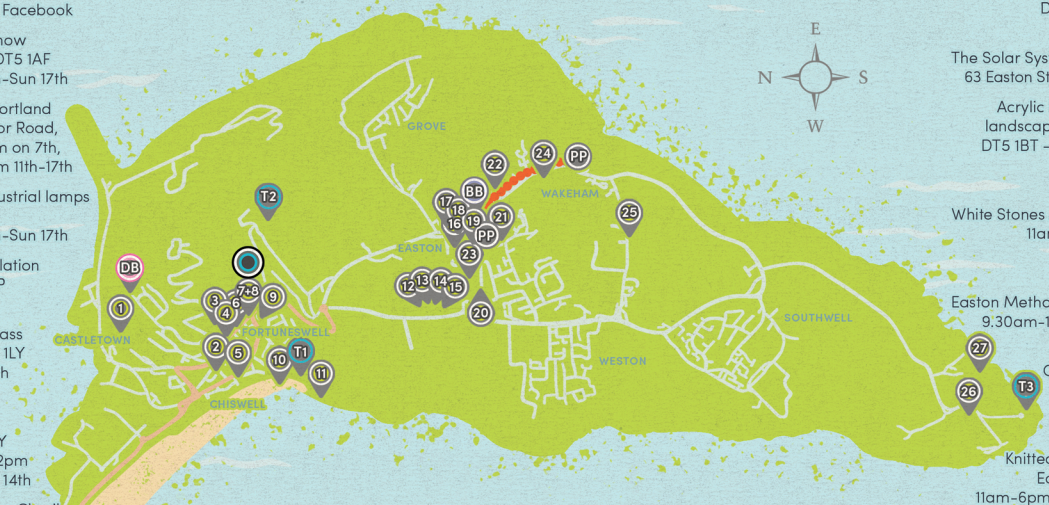 Facebook
now
DT5 1AF
-Sun 17th
ortland
or Road,
m on 7th,
m 11th-17th
dustrial lamps
-Sun 17th
lation
P
ass
1LY
h
Y
2pm
14th
D
The Solar Sys
63 Easton St
Acrylic
landscap
DT5 1BT –
White Stones
11ar
Easton Metho
9.30am-1
C
Knitted
Ea
11am-6pm
E
N
S
W
GROVE
22
24
PP
WAKEHAM
T2
BB
17
18
16
19
21
PP
25
EASTON
23
DB
1
3
6
7+8
4
9
12
13
14
15
20
CASTLETOWN
FORTUNESWELL
SOUTHWELL
2
5
10
T1
11
WESTON
CHISWELL
27
26
T3